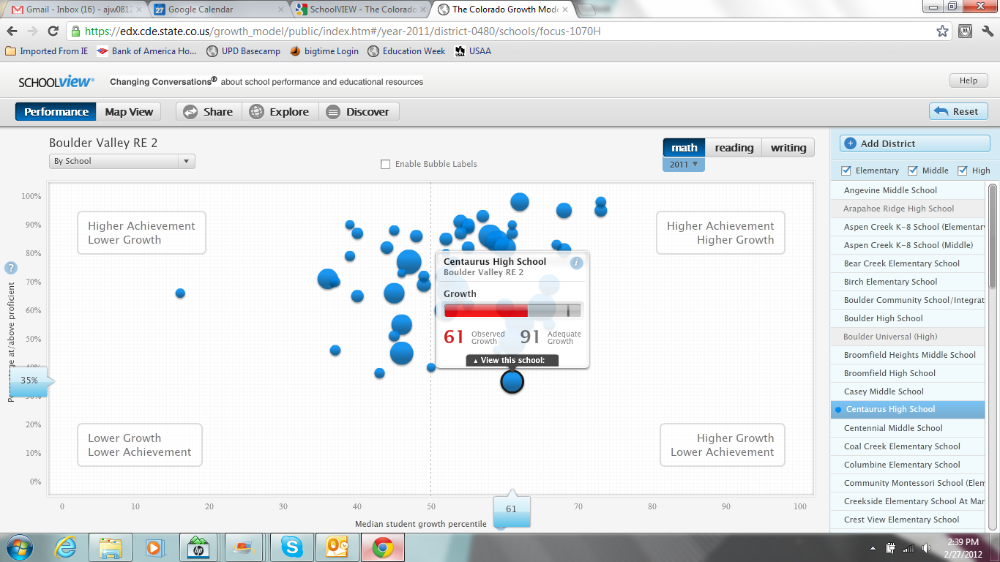 Gmail - Inbox (16) - ajw0812
Google Calendar
SchoolVIEW - The Colorado
The Colorado Growth Mode
https://edx.cde.state.co.us/growth_model/public/index.htm#/year-2011/district-0480/schools/focus-1070H
Imported From IE
Bank of America Ho...
UPD Basecamp
bigtime Login
Education Week
USAA
SCHOOLview®
Changing Conversations® about school performance and educational resources
Help
Performance
Map View
Share
Explore
Discover
Reset
Boulder Valley RE 2
By School
Enable Bubble Labels
math
reading
writing
2011
Add District
Elementary
Middle
High
Angevine Middle School
Arapahoe Ridge High School
Aspen Creek K-8 School (Elementary
Aspen Creek K-8 School (Middle)
Bear Creek Elementary School
Birch Elementary School
Boulder Community School/Integrat
Boulder High School
Boulder Universal (High)
Broomfield Heights Middle School
Broomfield High School
Casey Middle School
Centaurus High School
Centennial Middle School
Coal Creek Elementary School
Columbine Elementary School
Community Montessori School (Elem
Creekside Elementary School At Mar
Crest View Elementary School
100%
90%
80%
70%
60%
50%
40%
30%
20%
10%
0%
35%
?
at/above proficient
Higher Achievement
Lower Growth
Higher Achievement
Higher Growth
Lower Growth
Lower Achievement
Higher Growth
Lower Achievement
Centaurus High School
i
Boulder Valley RE 2
Growth
61 Observed Growth
91 Adequate Growth
View this school:
0
10
20
30
40
50
61
70
80
90
100
Median student growth percentile
2:39 PM
2/27/2012